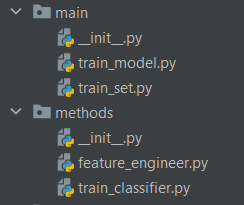 main
__init__.py
train_model.py
train_set.py
methods
__init__.py
feature_engineer.py
train_classifier.py